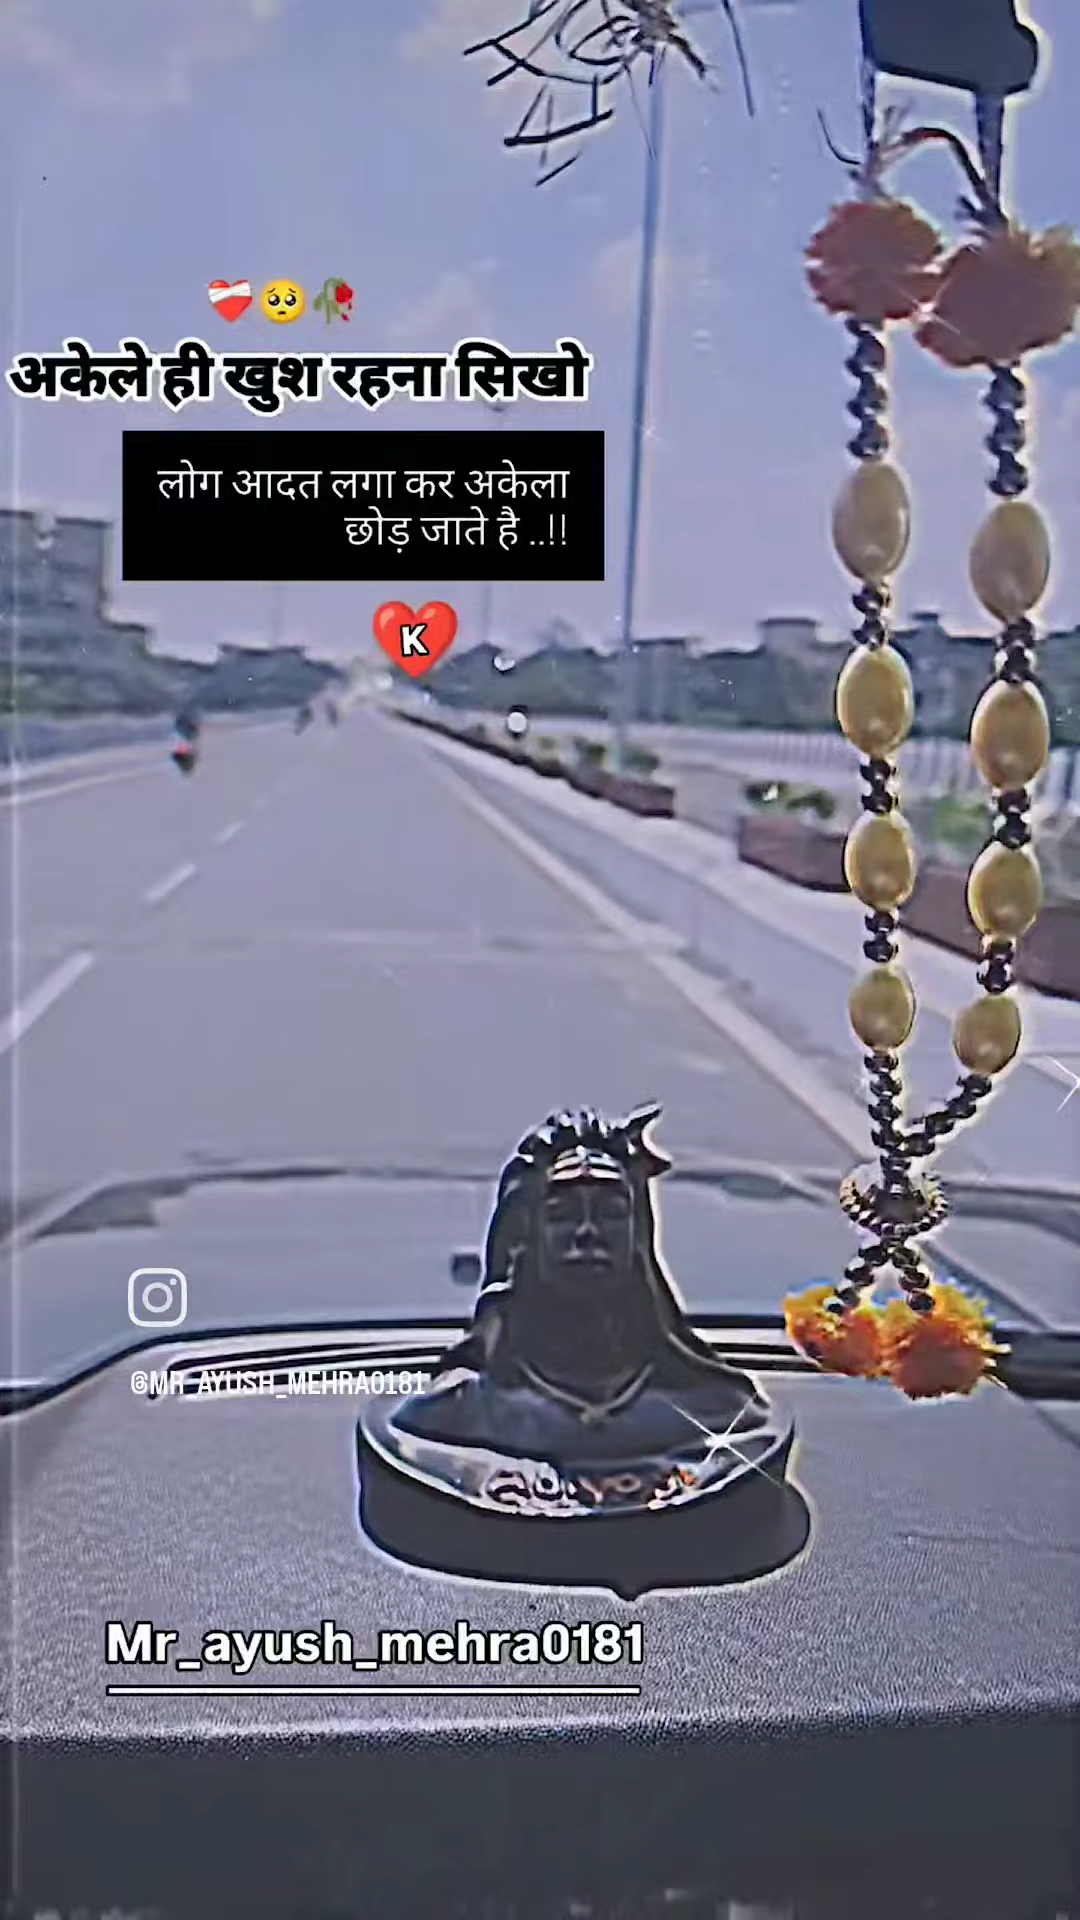 ❤️‍🩹🥺🥀
अकेले ही खुश रहना सिखो
लोग आदत लगा कर अकेला
छोड़ जाते है ..!!
K
@MR_AYUSH_MEHRA0181
Mr_ayush_mehra0181